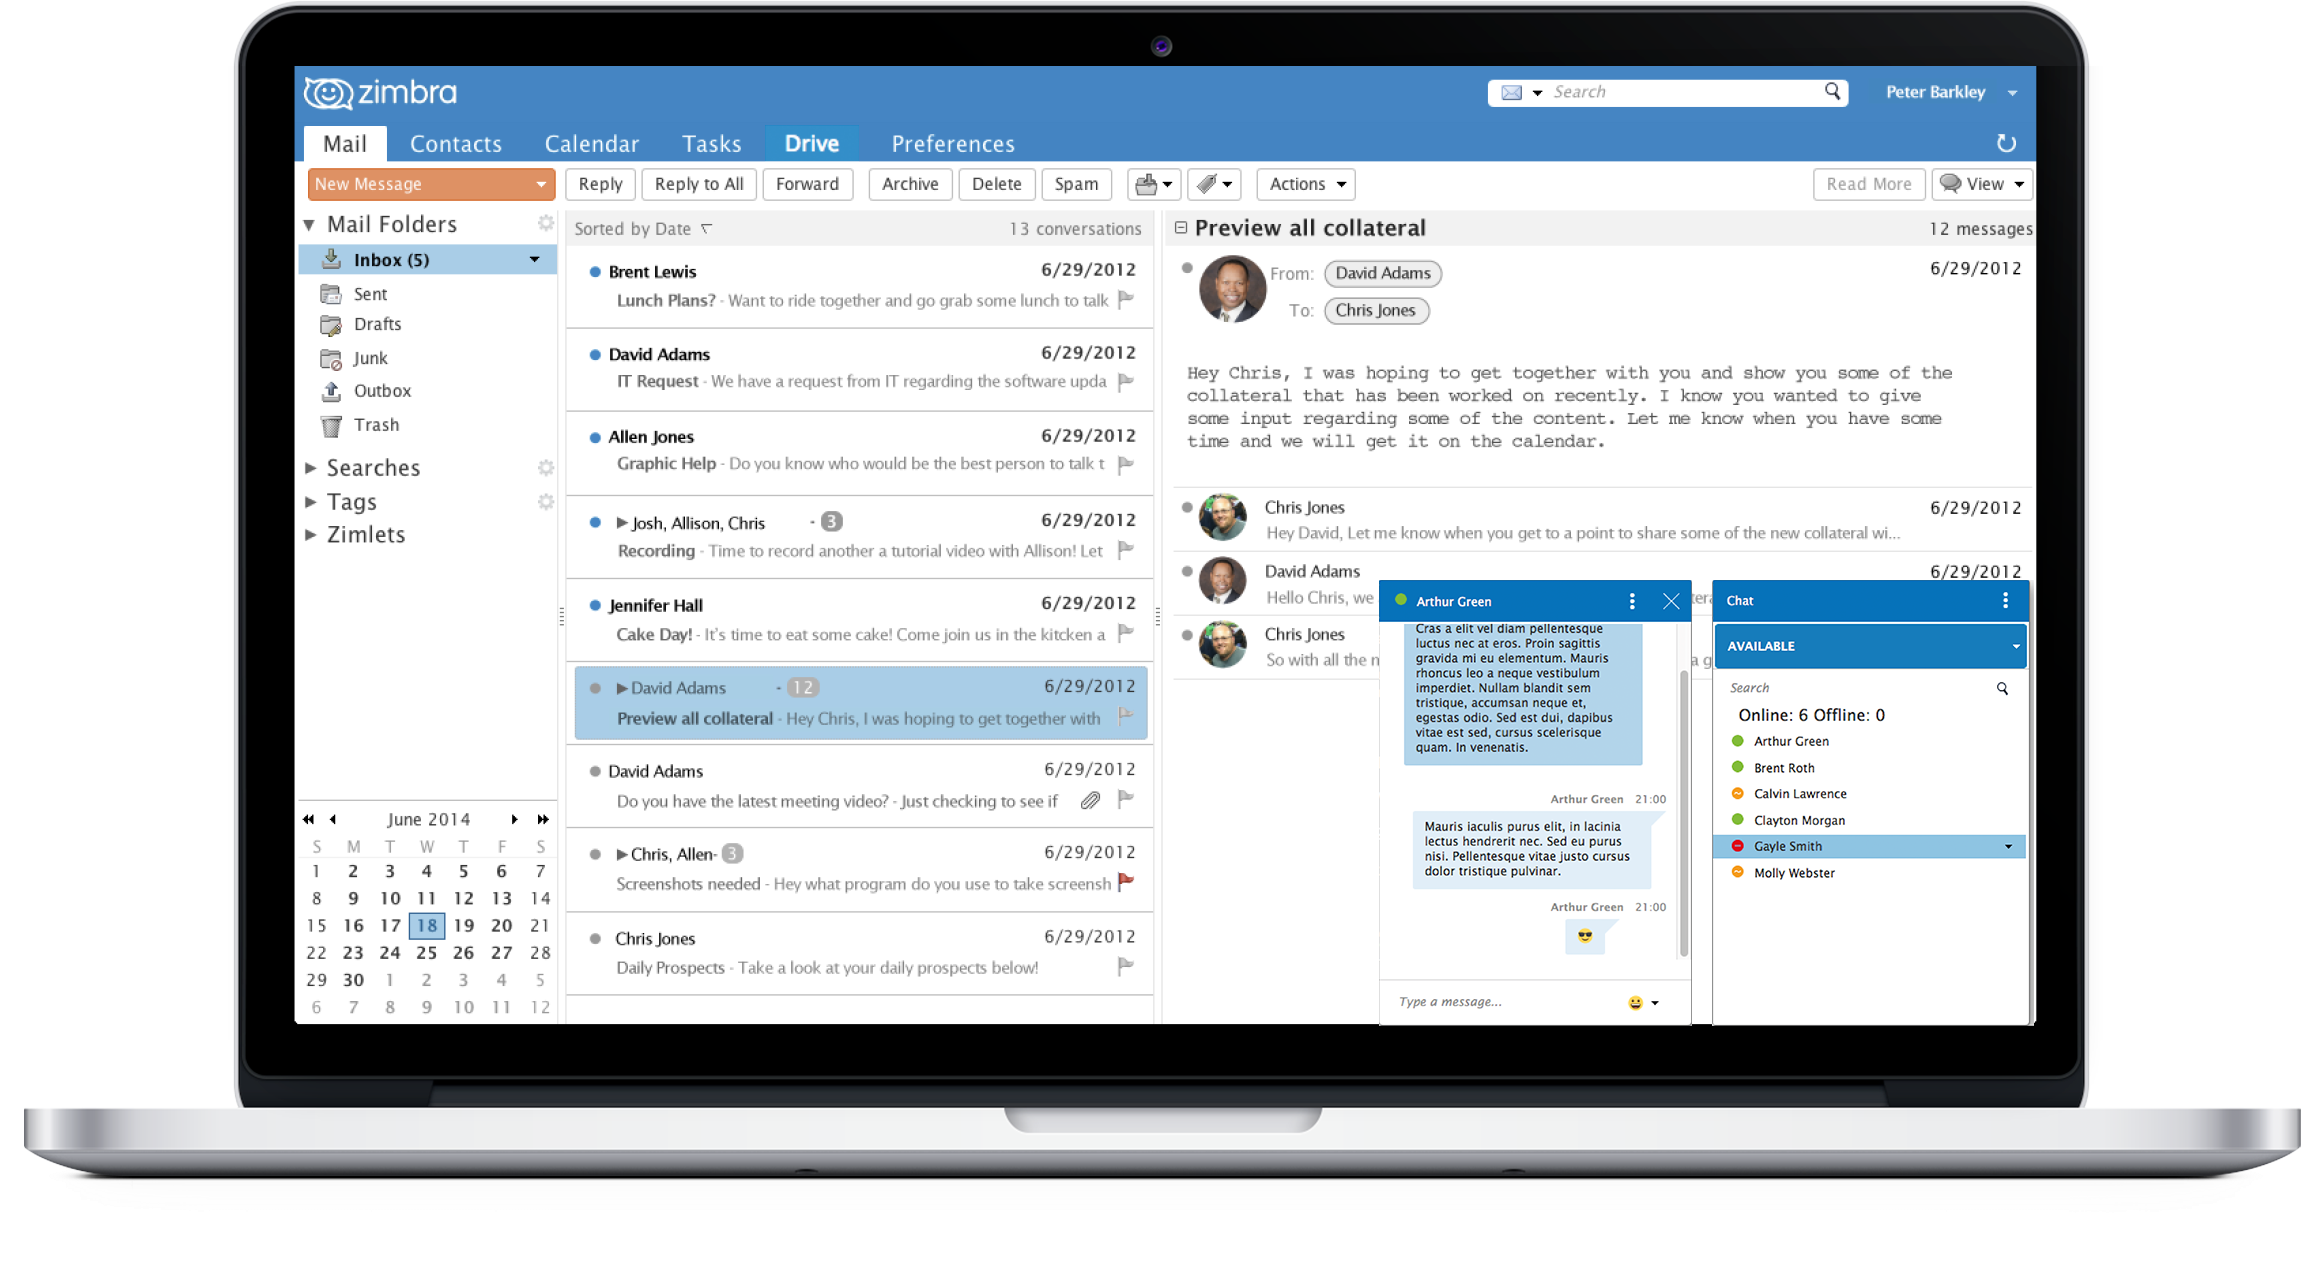 zimbra
Search
Peter Barkley
Mail Contacts Calendar Tasks Drive Preferences
New Message
Reply Reply to All Forward Archive Delete Spam Actions Read More View
Mail Folders
Inbox (5)
Sent
Drafts
Junk
Outbox
Trash
Searches
Tags
Zimlets
June 2014
S M T W T F S
1 2 3 4 5 6 7
8 9 10 11 12 13 14
15 16 17 18 19 20 21
22 23 24 25 26 27 28
29 30 1 2 3 4 5
6 7 8 9 10 11 12
Sorted by Date 13 conversations
Brent Lewis 6/29/2012
Lunch Plans? - Want to ride together and go grab some lunch to talk
David Adams 6/29/2012
IT Request - We have a request from IT regarding the software upda
Allen Jones 6/29/2012
Graphic Help - Do you know who would be the best person to talk t
Josh, Allison, Chris - 3 6/29/2012
Recording - Time to record another a tutorial video with Allison! Let
Jennifer Hall 6/29/2012
Cake Day! - It's time to eat some cake! Come join us in the kitcken a
David Adams - 12 6/29/2012
Preview all collateral - Hey Chris, I was hoping to get together with
David Adams 6/29/2012
Do you have the latest meeting video? - Just checking to see if
Chris, Allen- 3 6/29/2012
Screenshots needed - Hey what program do you use to take screensh
Chris Jones 6/29/2012
Daily Prospects - Take a look at your daily prospects below!
Preview all collateral 12 messages
From: David Adams 6/29/2012
To: Chris Jones
Hey Chris, I was hoping to get together with you and show you some of the
collateral that has been worked on recently. I know you wanted to give
some input regarding some of the content. Let me know when you have some
time and we will get it on the calendar.
Chris Jones 6/29/2012
Hey David, Let me know when you get to a point to share some of the new collateral wi...
David Adams 6/29/2012
Hello Chris, we
Chris Jones
So with all the
Arthur Green
Cras a elit vel diam pellentesque
luctus nec at eros. Proin sagittis
gravida mi eu elementum. Mauris
rhoncus leo a neque vestibulum
imperdiet. Nullam blandit sem
tristique, accumsan neque et,
egestas odio. Sed est dui, dapibus
vitae est sed, cursus scelerisque
quam. In venenatis.
Arthur Green 21:00
Mauris iaculis purus elit, in lacinia
lectus hendrerit nec. Sed eu purus
nisi. Pellentesque vitae justo cursus
dolor tristique pulvinar.
Arthur Green 21:00
Type a message...
Chat
AVAILABLE
Search
Online: 6 Offline: 0
Arthur Green
Brent Roth
Calvin Lawrence
Clayton Morgan
Gayle Smith
Molly Webster